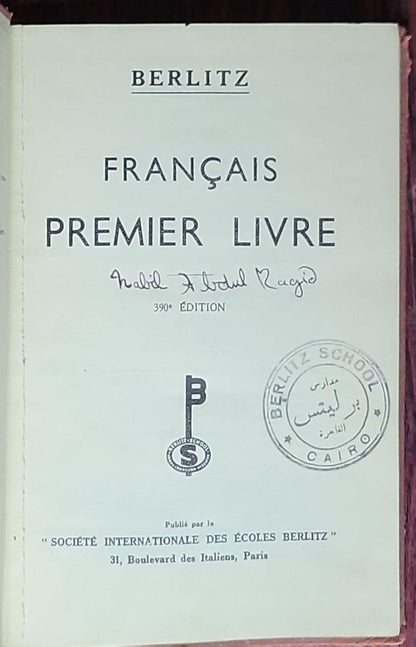 BERLITZ
FRANÇAIS
PREMIER LIVRE
Nabil Abdul Magid
390e ÉDITION
B
S
BERLITZ SCHOOL
مدارس
برليتس
القاهرة
CAIRO
Publié par la
"SOCIÉTÉ INTERNATIONALE DES ÉCOLES BERLITZ"
31, Boulevard des Italiens, Paris